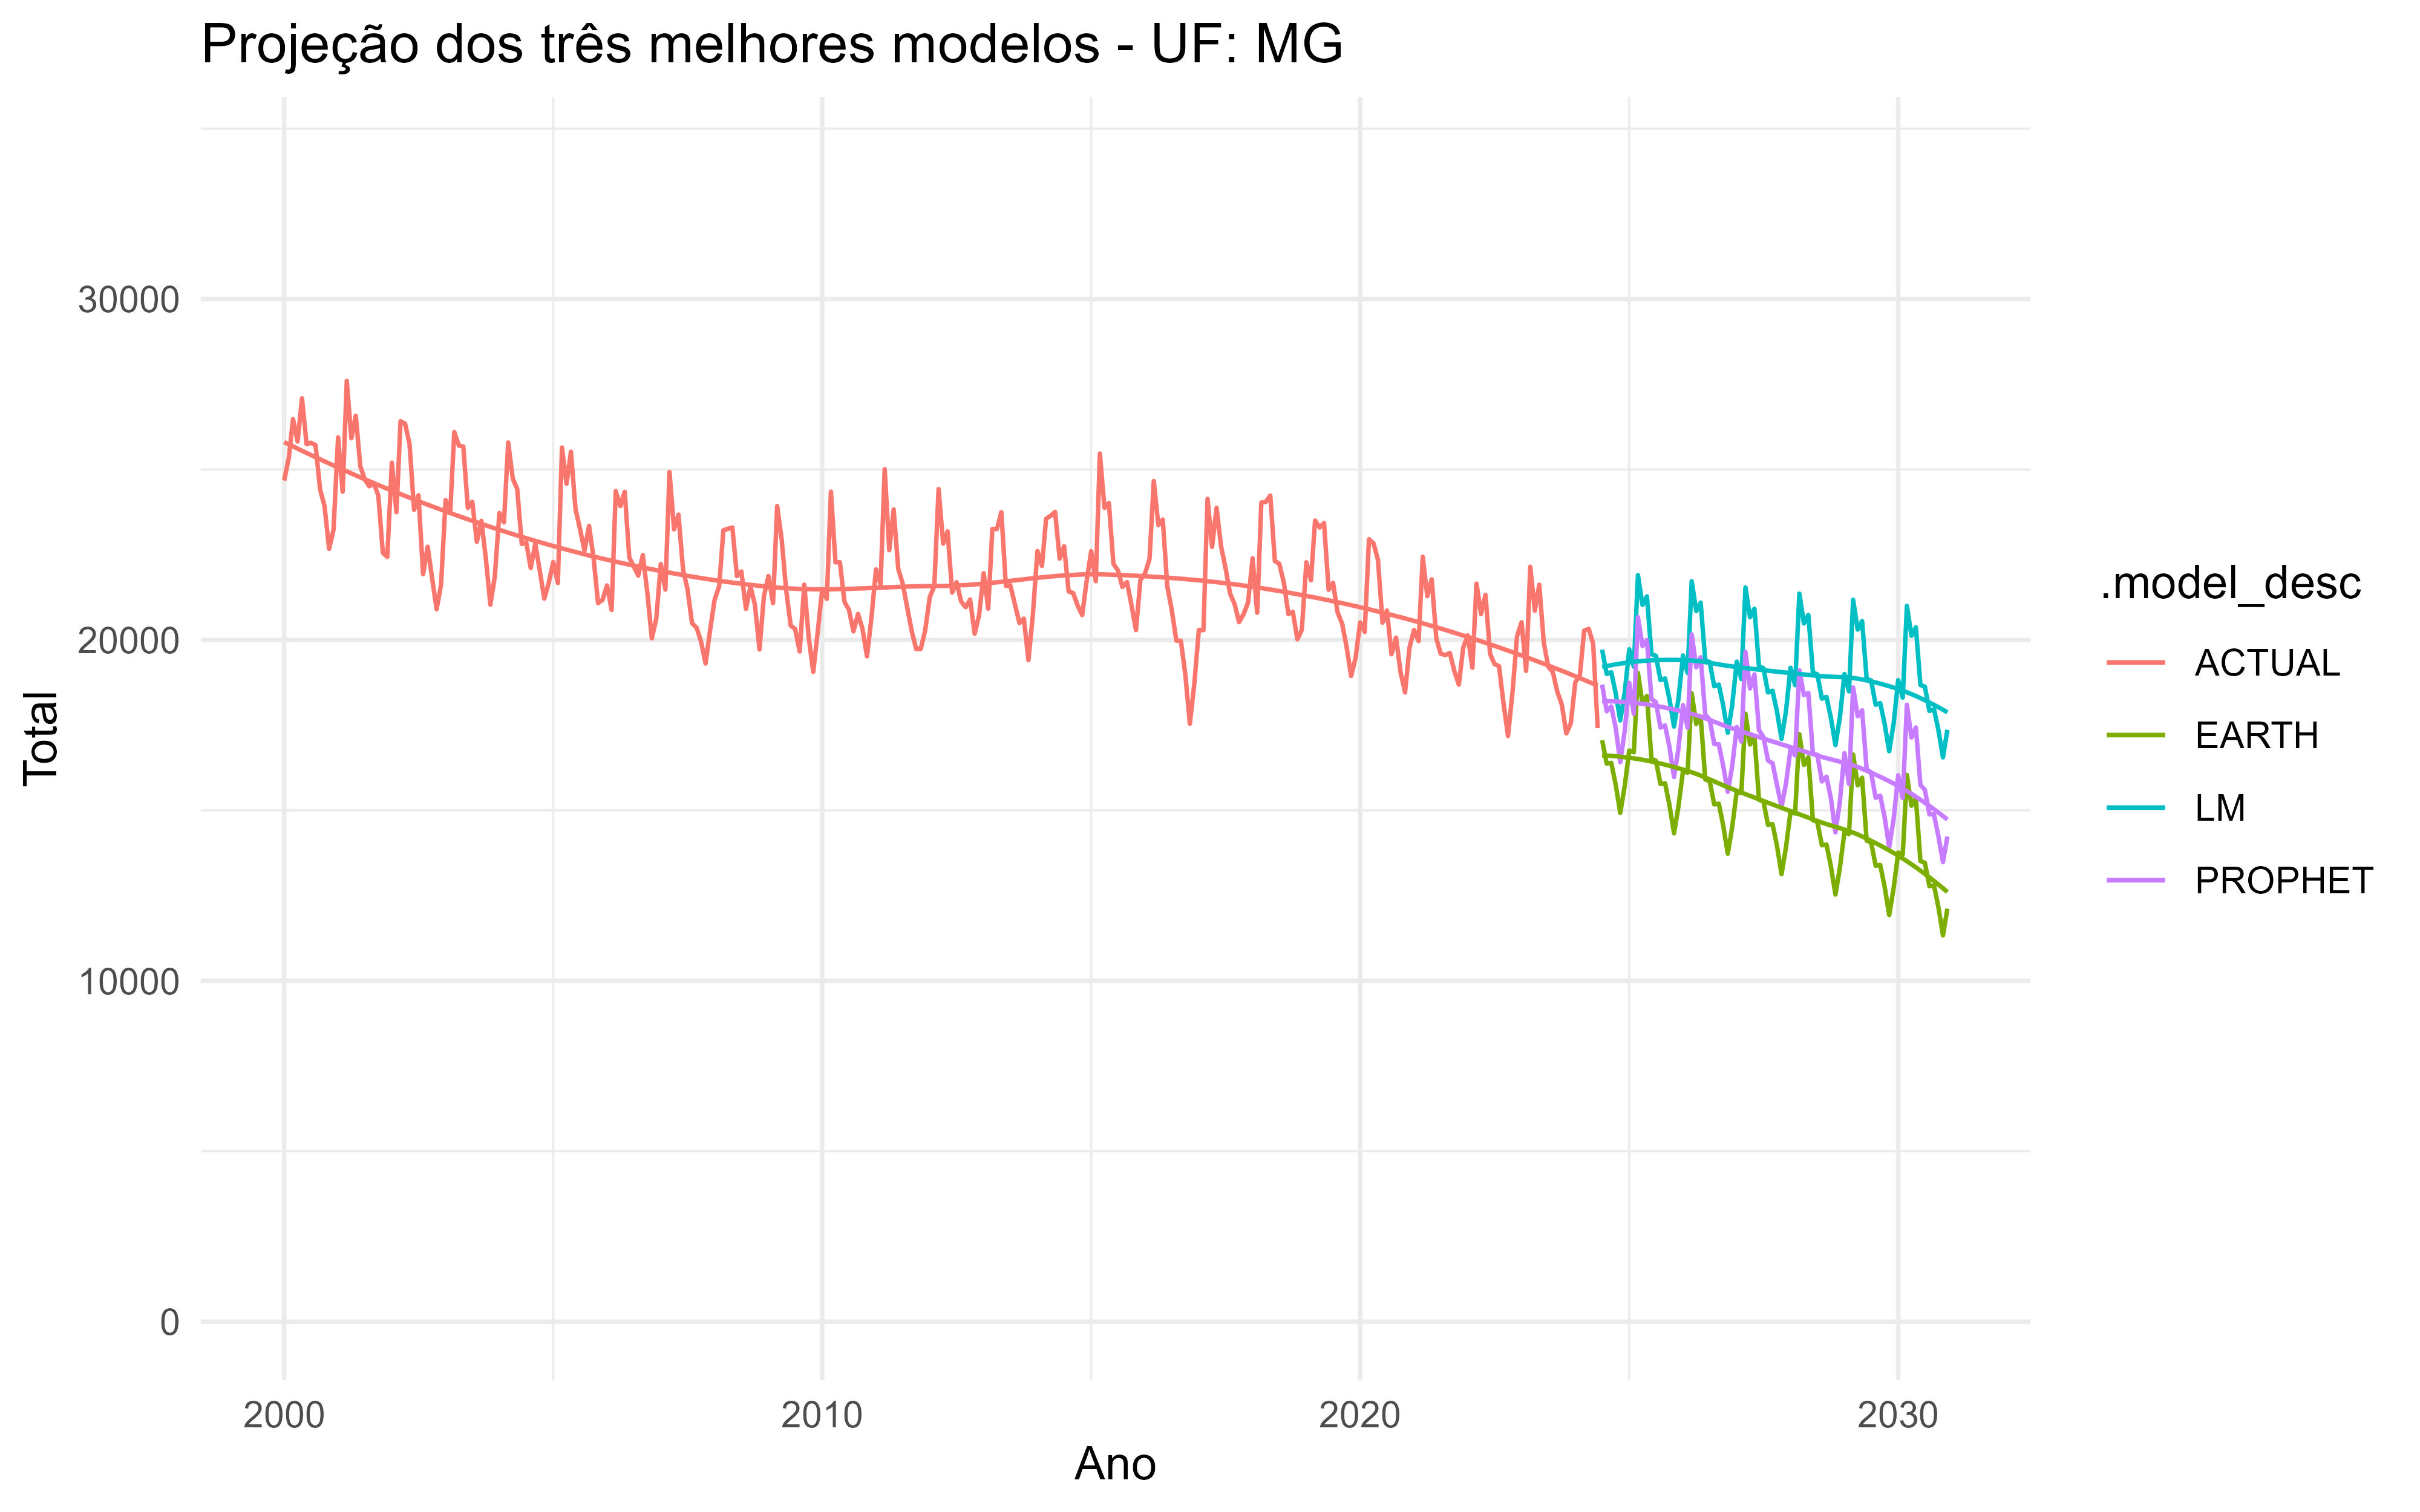 Projeção dos três melhores modelos - UF: MG
30000
20000
10000
0
Total
2000
2010
2020
2030
Ano
.model_desc
ACTUAL
EARTH
LM
PROPHET